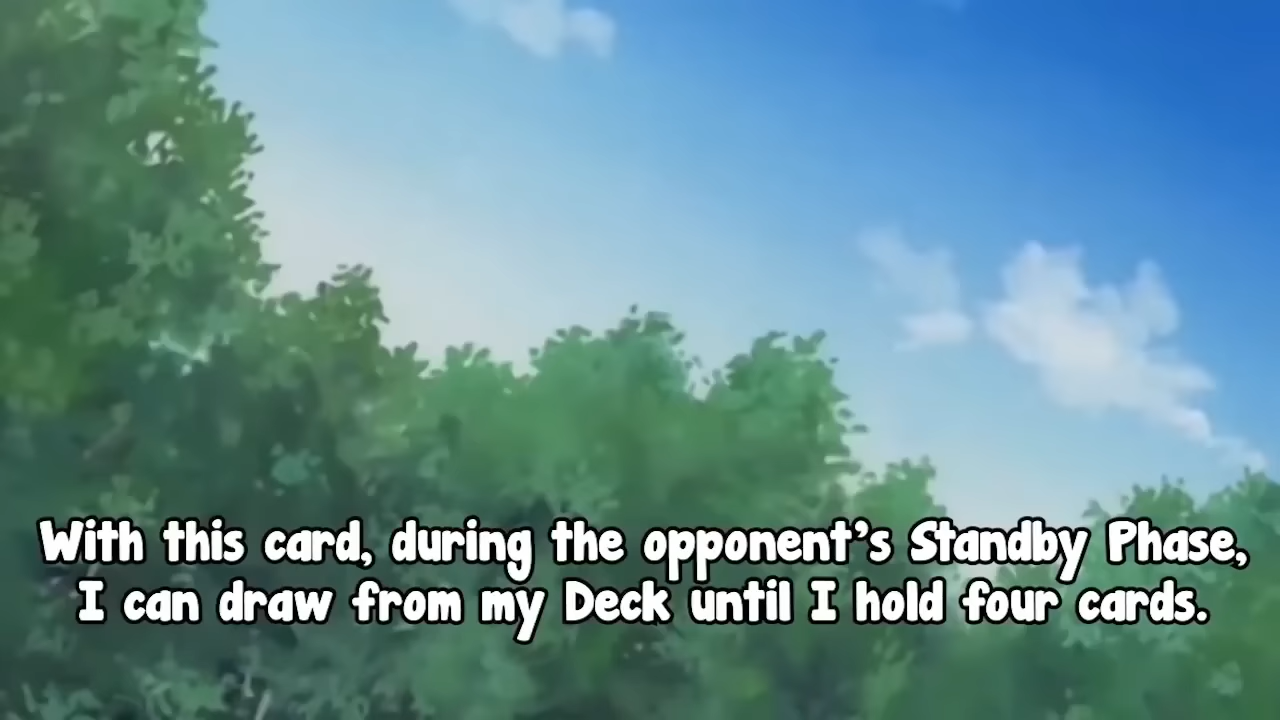 With this card, during the opponent's Standby Phase,
I can draw from my Deck until I hold four cards.